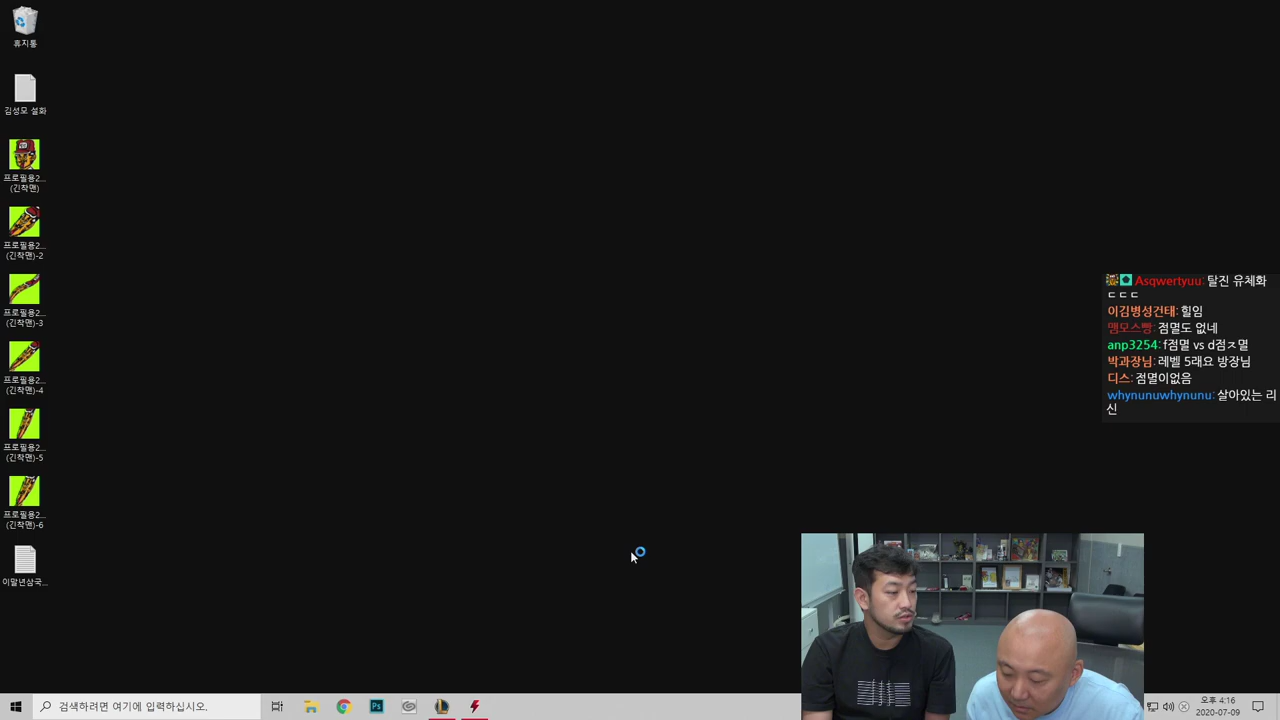 휴지통
김성모 설화
프로필용2...
(긴착맨)
프로필용2...
(긴착맨)-2
프로필용2...
(긴착맨)-3
프로필용2...
(긴착맨)-4
프로필용2...
(긴착맨)-5
프로필용2...
(긴착맨)-6
이말년삼국...
Asqwertyuu: 탈진 유체화
ㄷㄷㄷ
이김병성건태: 힐임
맴모스빵: 점멸도 없네
anp3254: f점멸 vs d점ㅈ멸
박과장님: 레벨 5래요 방장님
디스: 점멸이없음
whynunuwhynunu: 살아있는 리
신
검색하려면 여기에 입력하십시오.
Ps
오후 4:16
2020-07-09